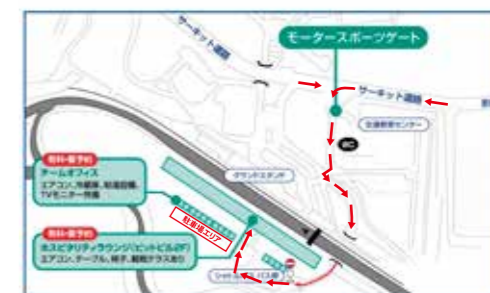 モータースポーツゲート
サーキット道路
サーキット道路
交通教育センター
グランドスタンド
有料・要予約
チームオフィス
エアコン、冷蔵庫、給湯設備、
TVモニター完備
駐車場エリア
有料・要予約
ホスピタリティラウンジ(ピットビル2F)
エアコン、テーブル、椅子、観戦テラスあり